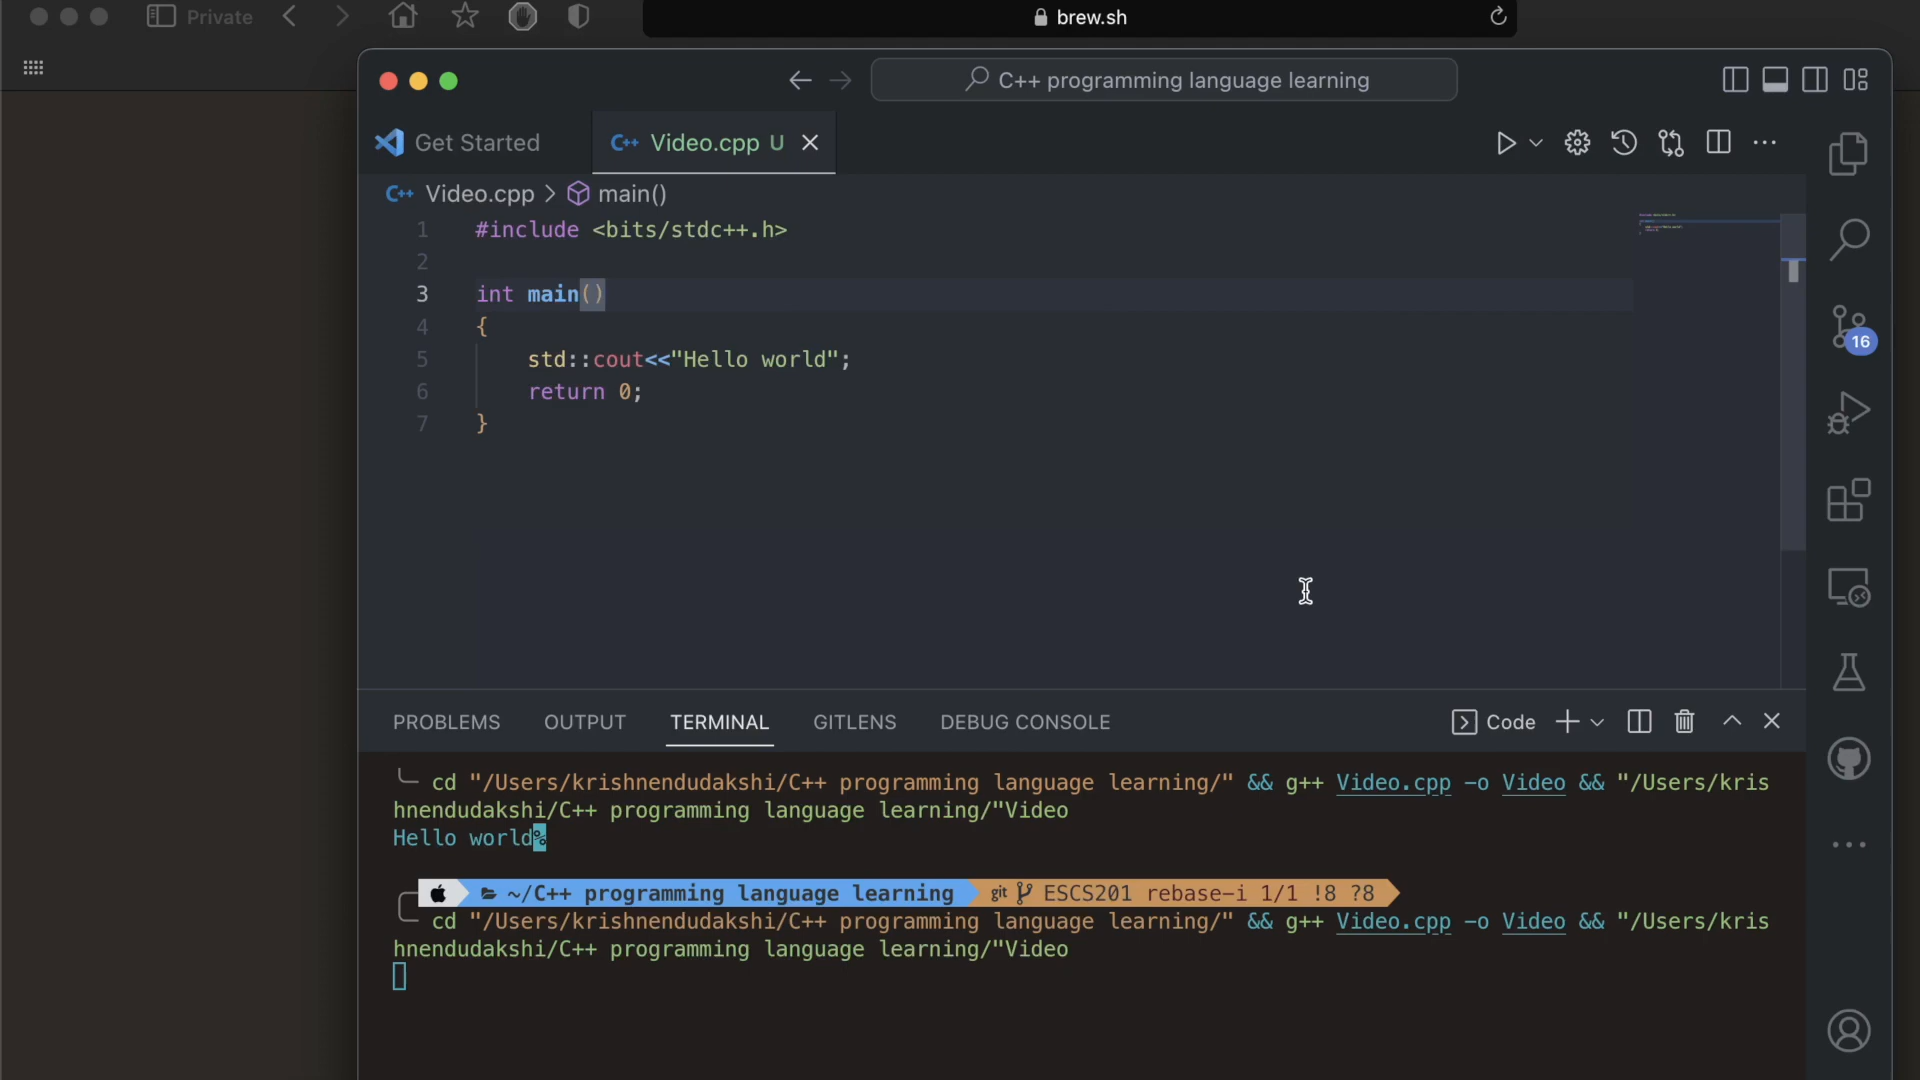 Private
brew.sh
C++ programming language learning
Get Started
C++ Video.cpp U
C++ Video.cpp > main()
1 #include <bits/stdc++.h>
2
3 int main()
4 {
5 std::cout<<"Hello world";
6 return 0;
7 }
16
PROBLEMS OUTPUT TERMINAL GITLENS DEBUG CONSOLE Code
cd "/Users/krishnendudakshi/C++ programming language learning/" && g++ Video.cpp -o Video && "/Users/kris
hnendudakshi/C++ programming language learning/"Video
Hello world%
~/C++ programming language learning git ESCS201 rebase-i 1/1 !8 ?8
cd "/Users/krishnendudakshi/C++ programming language learning/" && g++ Video.cpp -o Video && "/Users/kris
hnendudakshi/C++ programming language learning/"Video